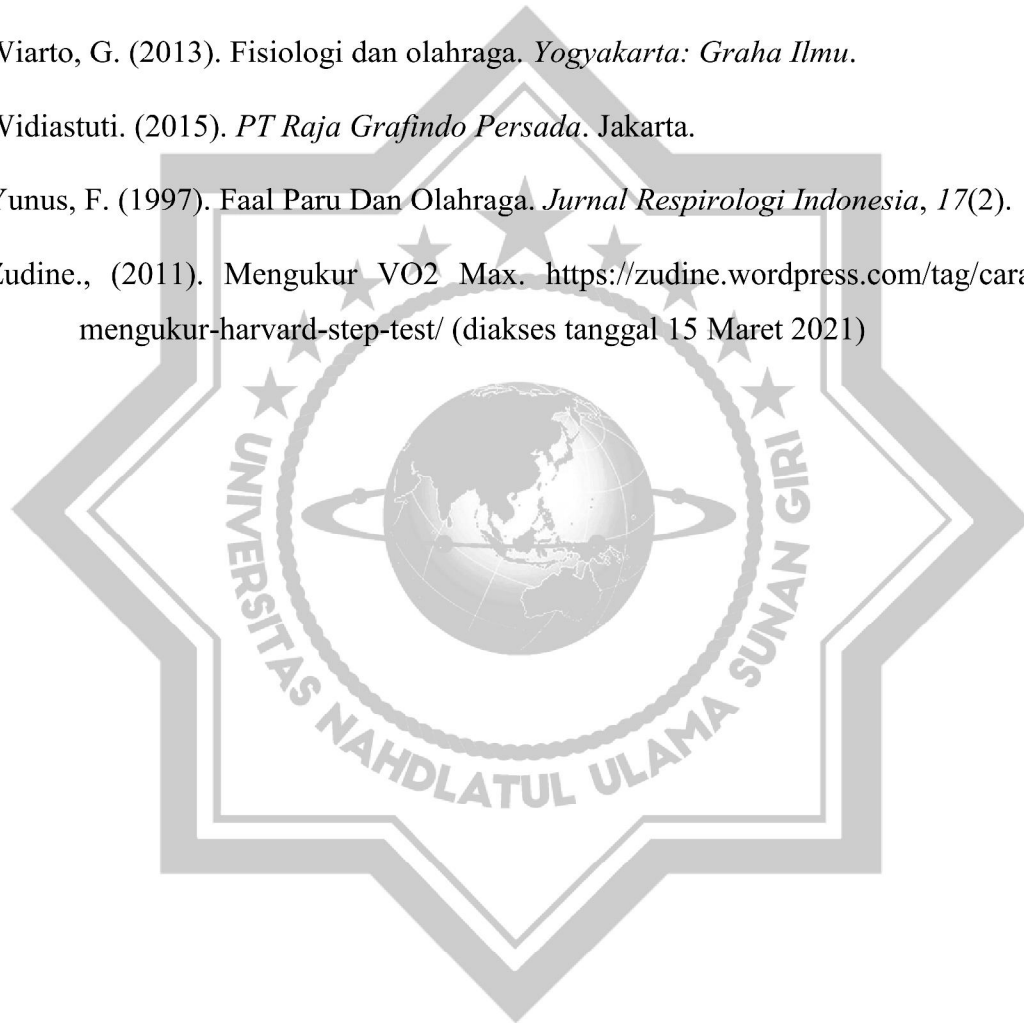 Wiarto, G. (2013). Fisiologi dan olahraga. Yogyakarta: Graha Ilmu.
Widiastuti. (2015). PT Raja Grafindo Persada. Jakarta.
Yunus, F. (1997). Faal Paru Dan Olahraga. Jurnal Respirologi Indonesia, 17(2).
Zudine., (2011). Mengukur VO2 Max. https://zudine.wordpress.com/tag/cara
mengukur-harvard-step-test/ (diakses tanggal 15 Maret 2021)
UNIVERSITAS NAHDLATUL ULAMA SUNAN GIRI